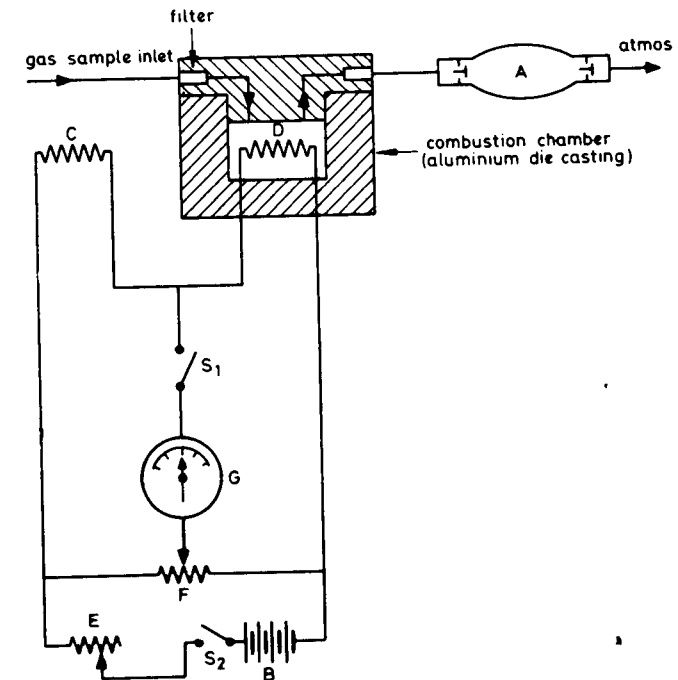 filter
gas sample inlet
atmos
A
C
D
combustion chamber
(aluminium die casting)
S1
G
F
E
S2
B